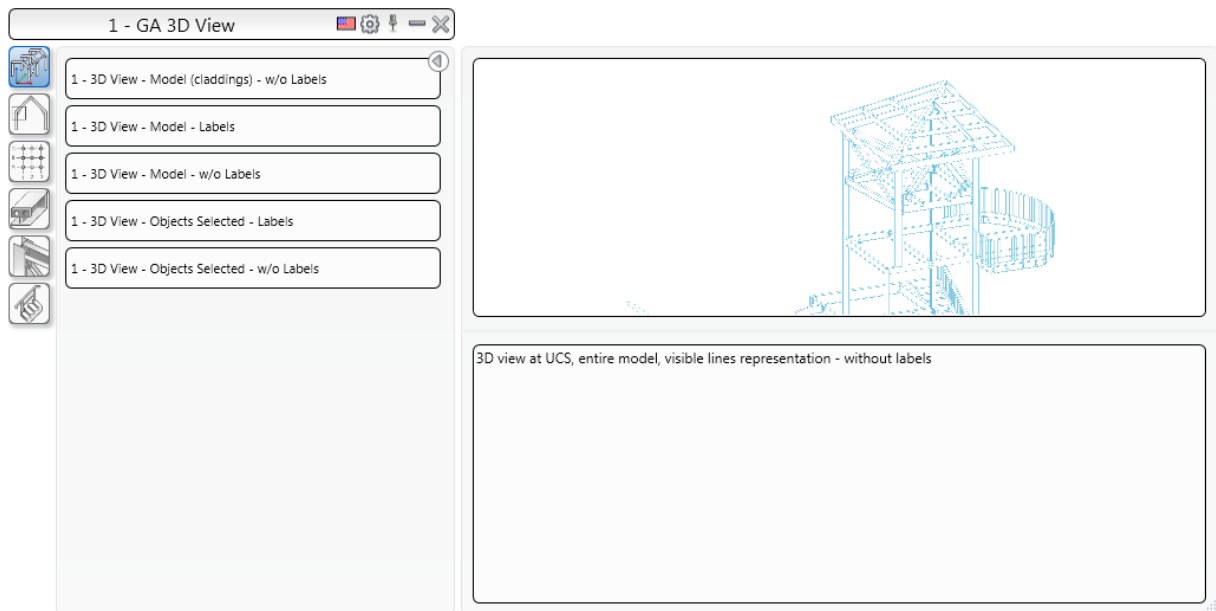 1 - GA 3D View
1 - 3D View - Model (claddings) - w/o Labels
1 - 3D View - Model - Labels
1 - 3D View - Model - w/o Labels
1 - 3D View - Objects Selected - Labels
1 - 3D View - Objects Selected - w/o Labels
3D view at UCS, entire model, visible lines representation - without labels